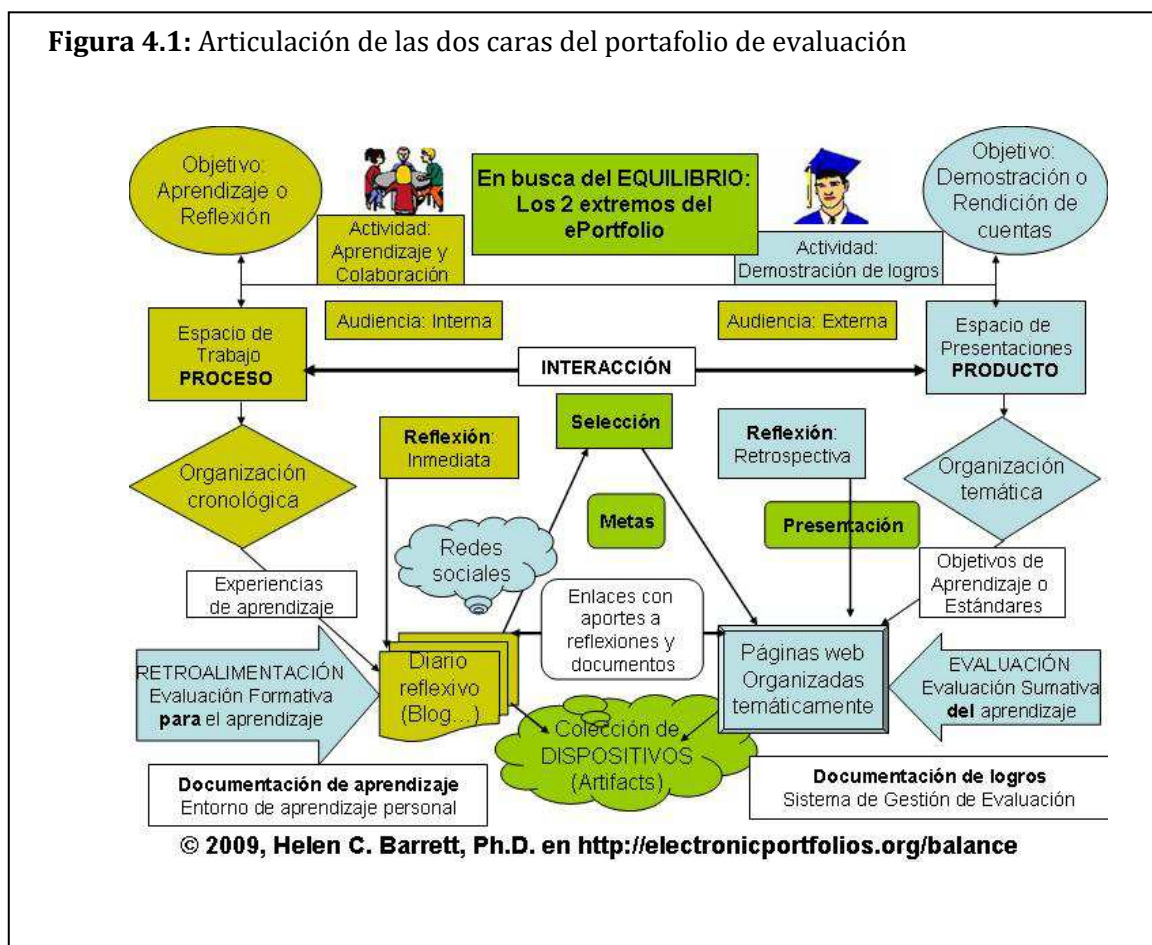 Figura 4.1: Articulación de las dos caras del portafolio de evaluación
Objetivo:
Aprendizaje o
Reflexión
Actividad:
Aprendizaje y
Colaboración
En busca del EQUILIBRIO:
Los 2 extremos del
ePortfolio
Actividad:
Demostración de logros
Objetivo:
Demostración o
Rendición de
cuentas
Espacio de
Trabajo
PROCESO
Audiencia: Interna
Audiencia: Externa
Espacio de
Presentaciones
PRODUCTO
INTERACCIÓN
Organización
cronológica
Reflexión:
Inmediata
Selección
Reflexión:
Retrospectiva
Organización
temática
Redes
sociales
Metas
Presentación
Experiencias
de aprendizaje
Enlaces con
aportes a
reflexiones y
documentos
Objetivos de
Aprendizaje o
Estándares
RETROALIMENTACIÓN
Evaluación Formativa
para el aprendizaje
Diario
reflexivo
(Blog...)
Colección de
DISPOSITIVOS
(Artifacts)
Páginas web
Organizadas
temáticamente
EVALUACIÓN
Evaluación Sumativa
del aprendizaje
Documentación de aprendizaje
Entorno de aprendizaje personal
Documentación de logros
Sistema de Gestión de Evaluación
© 2009, Helen C. Barrett, Ph.D. en http://electronicportfolios.org/balance